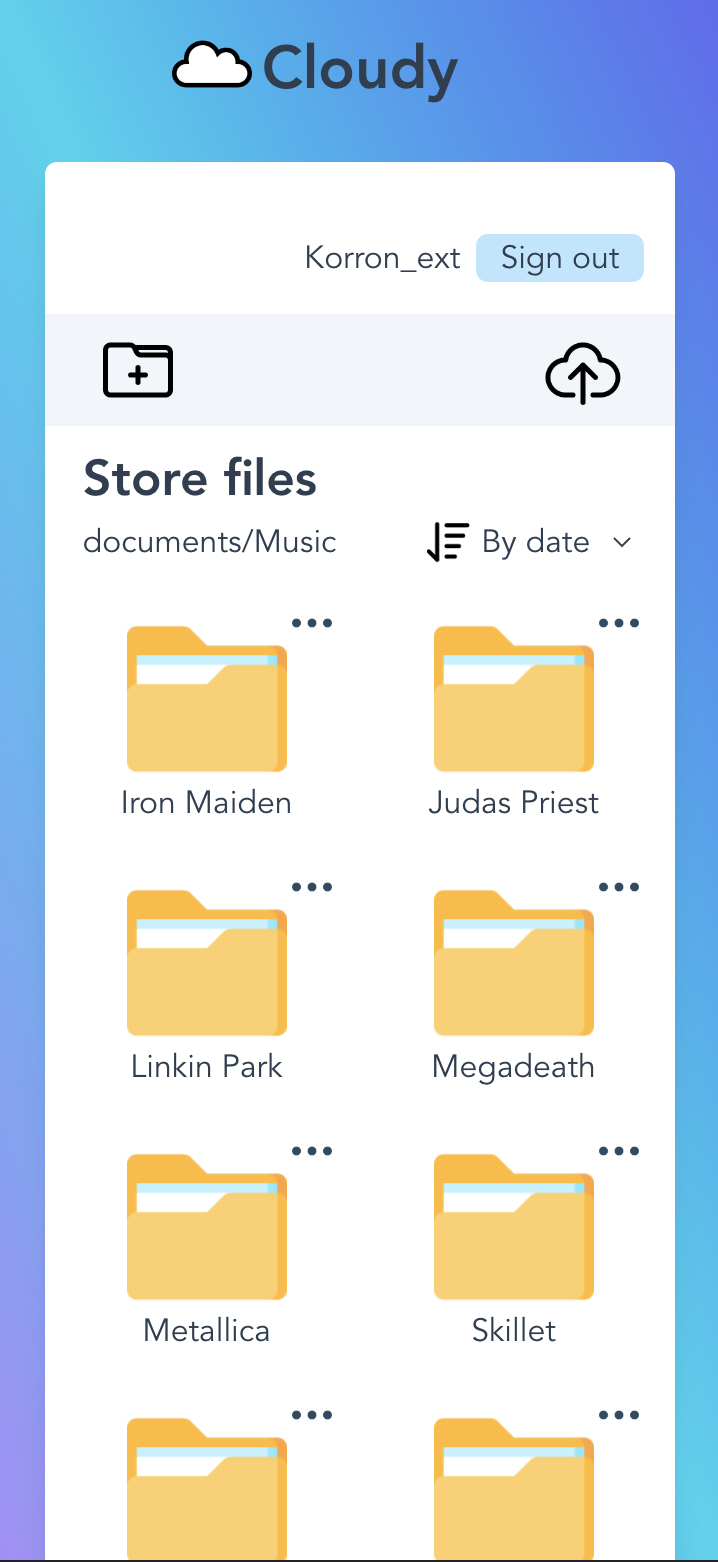 Cloudy
Korron_ext Sign out
Store files
documents/Music By date
Iron Maiden Judas Priest
Linkin Park Megadeath
Metallica Skillet